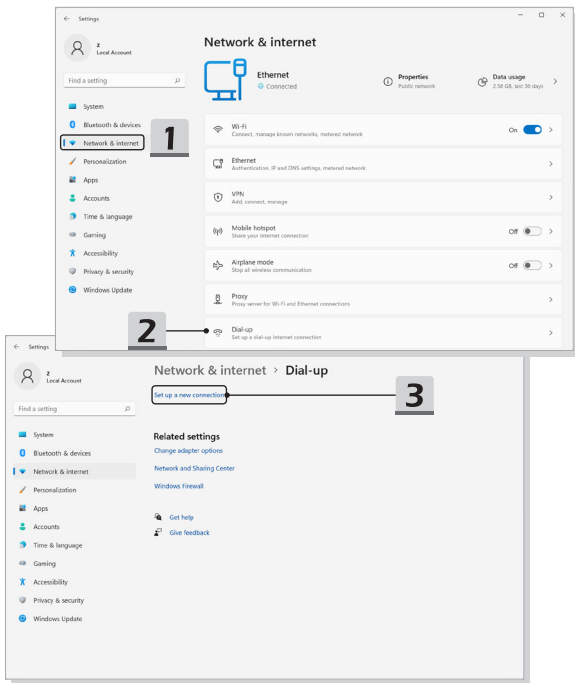 ← Settings
z
Local Account
Find a setting
System
Bluetooth & devices
Network & internet
Personalization
Apps
Accounts
Time & language
Gaming
Accessibility
Privacy & security
Windows Update
1
Network & internet
Ethernet
Connected
Properties
Public network
Data usage
2.58 GB, last 30 days
Wi-Fi
Connect, manage known networks, metered network
On
Ethernet
Authentication, IP and DNS settings, metered network
VPN
Add, connect, manage
Mobile hotspot
Share your internet connection
Off
Airplane mode
Stop all wireless communication
Off
Proxy
Proxy server for Wi-Fi and Ethernet connections
2
Dial-up
Set up a dial-up internet connection
← Settings
z
Local Account
Find a setting
System
Bluetooth & devices
Network & internet
Personalization
Apps
Accounts
Time & language
Gaming
Accessibility
Privacy & security
Windows Update
Network & internet > Dial-up
Set up a new connection
3
Related settings
Change adapter options
Network and Sharing Center
Windows Firewall
Get help
Give feedback